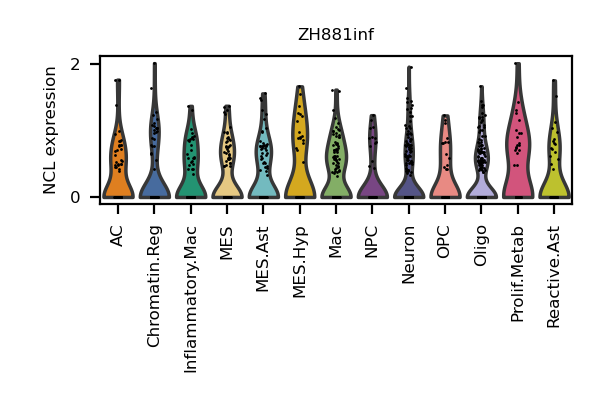 ZH881inf
NCL expression
2
0
AC
Chromatin.Reg
Inflammatory.Mac
MES
MES.Ast
MES.Hyp
Mac
NPC
Neuron
OPC
Oligo
Prolif.Metab
Reactive.Ast